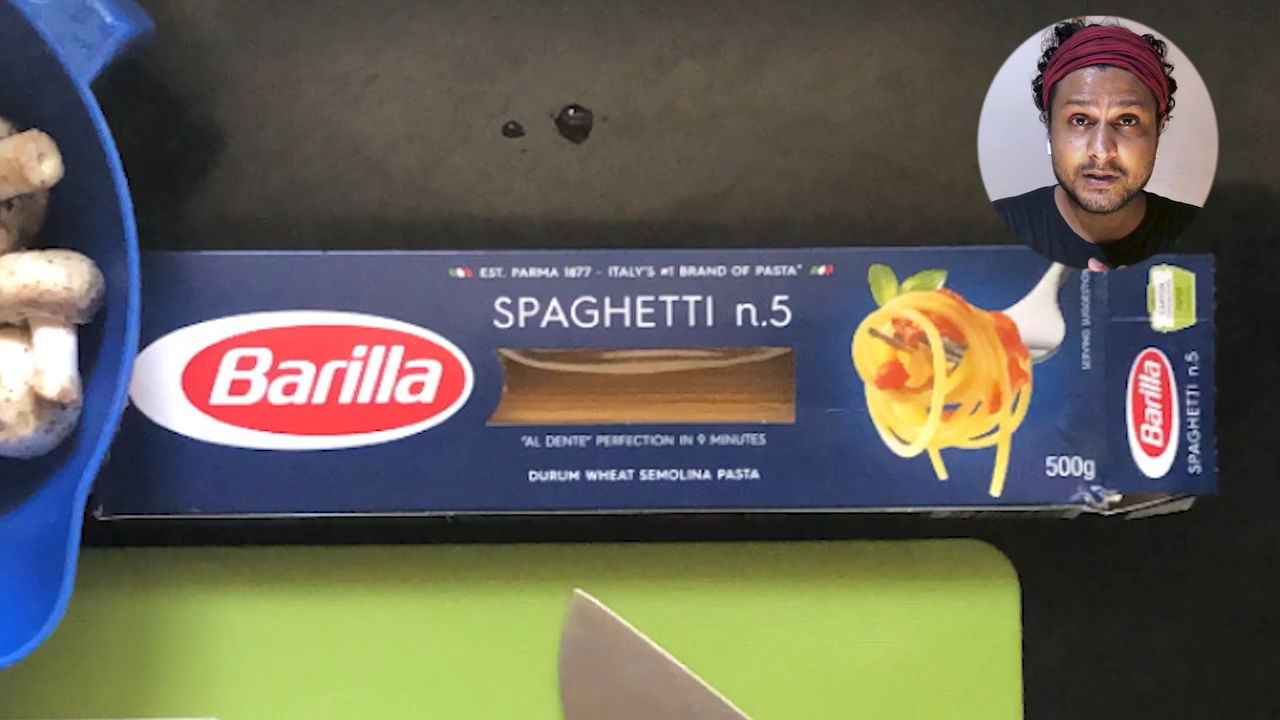 EST. PARMA 1877 - ITALY'S #1 BRAND OF PASTA*
SPAGHETTI n.5
Barilla
"AL DENTE" PERFECTION IN 9 MINUTES
DURUM WHEAT SEMOLINA PASTA
500g
SERVING SUGGESTION
Barilla
SPAGHETTI n.5